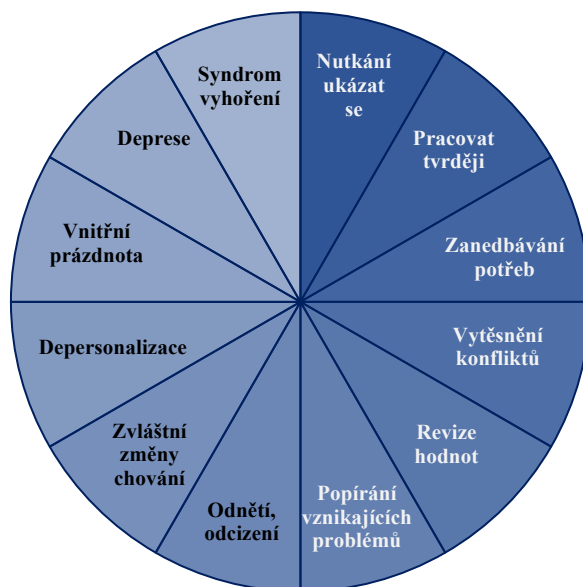 Nutkání
ukázat
se
Pracovat
tvrději
Zanedbávání
potřeb
Vytěsnění
konfliktů
Revize
hodnot
Popírání
vznikajících
problémů
Odnětí,
odcizení
Zvláštní
změny
chování
Depersonalizace
Vnitřní
prázdnota
Deprese
Syndrom
vyhoření